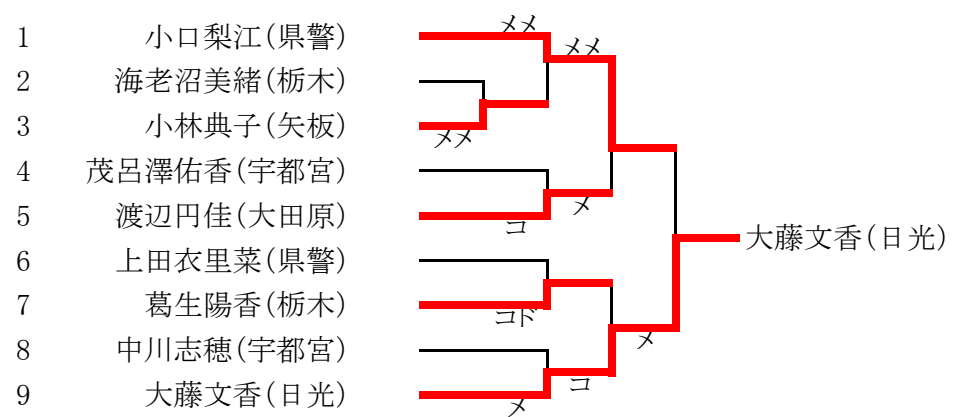 メメ
1 小口梨江(県警)
メメ
2 海老沼美緒(栃木)
3 小林典子(矢板)
メメ
4 茂呂澤佑香(宇都宮)
メ
5 渡辺円佳(大田原)
コ
大藤文香(日光)
6 上田衣里菜(県警)
7 葛生陽香(栃木)
コド
メ
8 中川志穂(宇都宮)
コ
9 大藤文香(日光)
メ